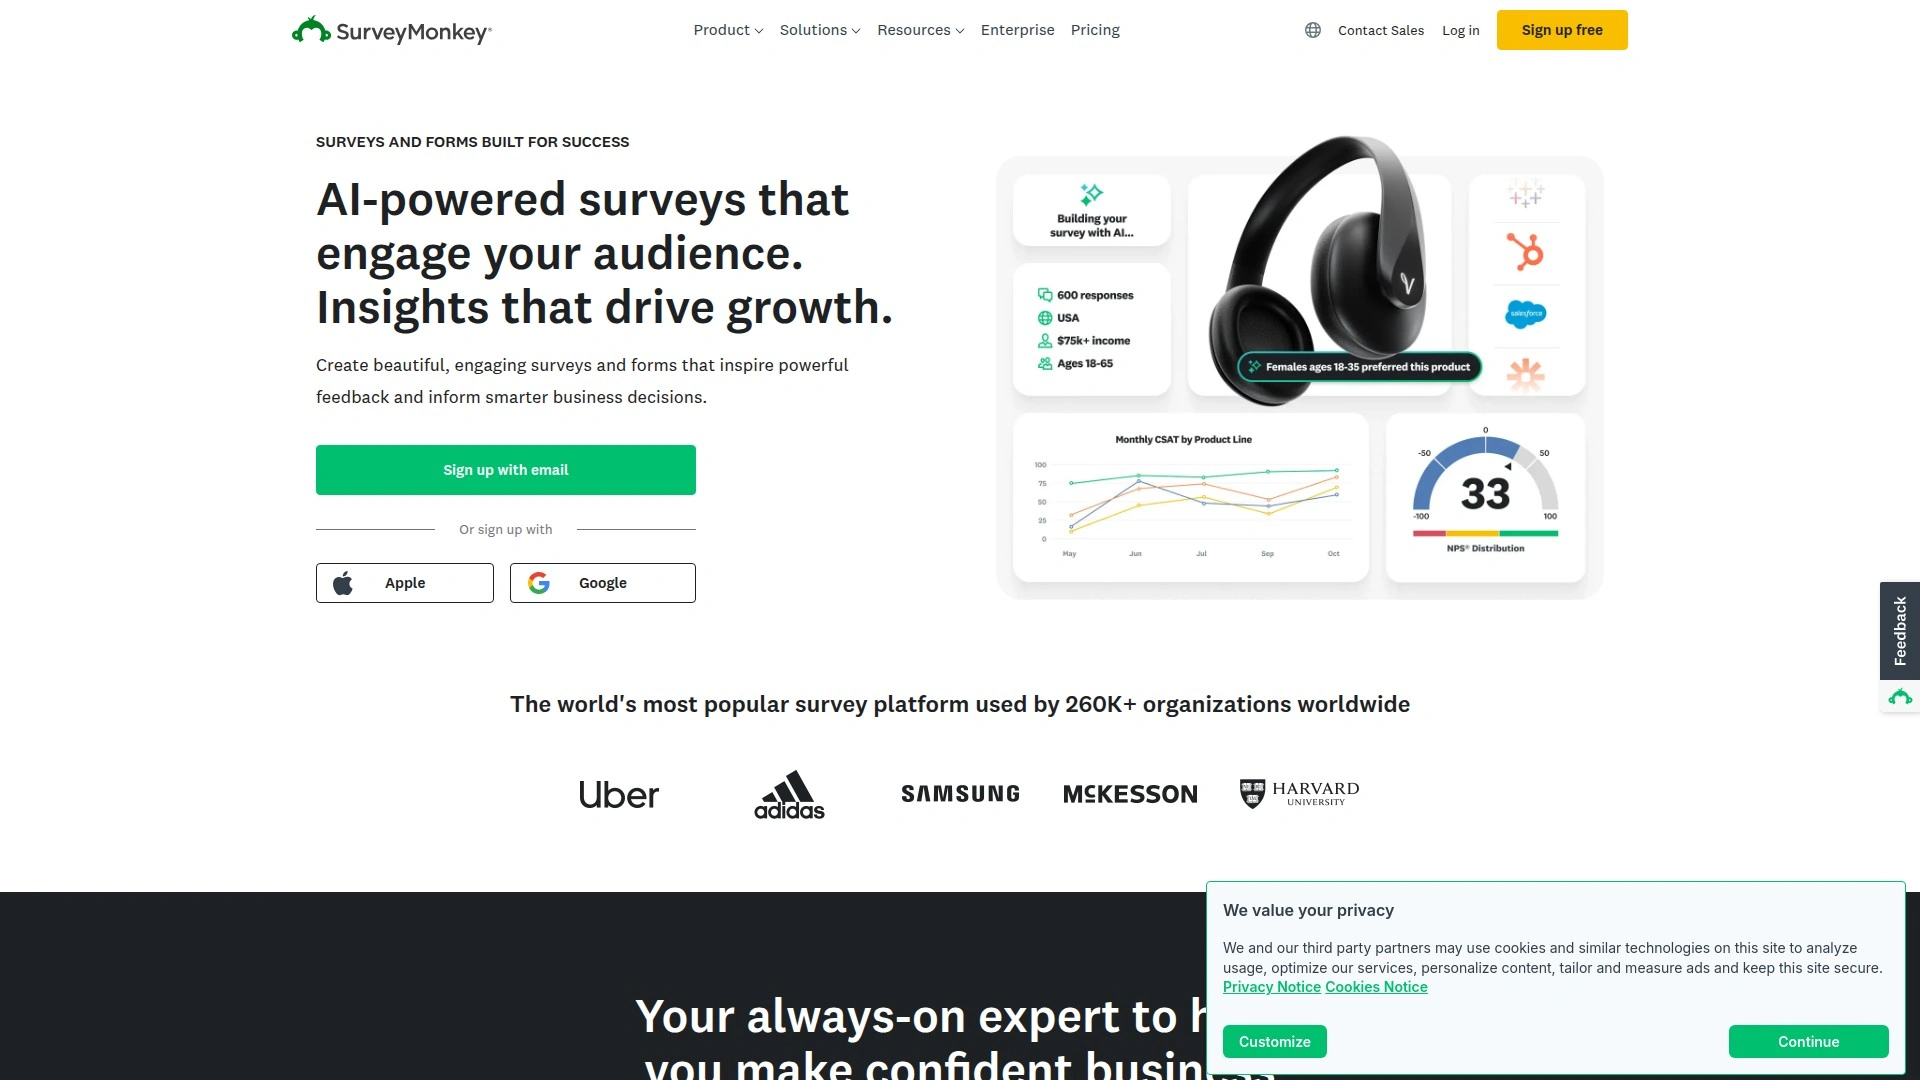 SurveyMonkey®
Product
Solutions
Resources
Enterprise
Pricing
Contact Sales
Log in
Sign up free
SURVEYS AND FORMS BUILT FOR SUCCESS
AI-powered surveys that
engage your audience.
Insights that drive growth.
Create beautiful, engaging surveys and forms that inspire powerful
feedback and inform smarter business decisions.
Sign up with email
Or sign up with
Apple
Google
Building your
survey with AI...
600 responses
USA
$75k+ income
Ages 18-65
Females ages 18-35 preferred this product
salesforce
Monthly CSAT by Product Line
100
75
50
25
0
May
Jun
Jul
Sep
Oct
0
-50
50
33
-100
100
NPS® Distribution
Feedback
The world's most popular survey platform used by 260K+ organizations worldwide
Uber
adidas
SAMSUNG
MCKESSON
HARVARD
UNIVERSITY
Your always-on expert to h
you make confident busin
We value your privacy
We and our third party partners may use cookies and similar technologies on this site to analyze
usage, optimize our services, personalize content, tailor and measure ads and keep this site secure.
Privacy Notice Cookies Notice
Customize
Continue